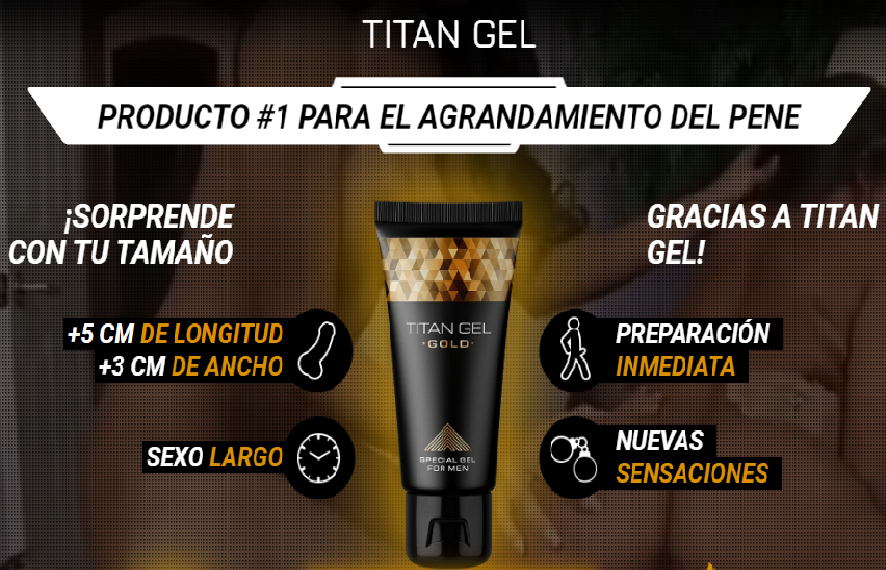 TITAN GEL
PRODUCTO #1 PARA EL AGRANDAMIENTO DEL PENE
¡SORPRENDE
CON TU TAMAÑO
GRACIAS A TITAN
GEL!
+5 CM DE LONGITUD
+3 CM DE ANCHO
SEXO LARGO
TITAN GEL
·GOLD·
SPECIAL GEL
FOR MEN
PREPARACIÓN
INMEDIATA
NUEVAS
SENSACIONES